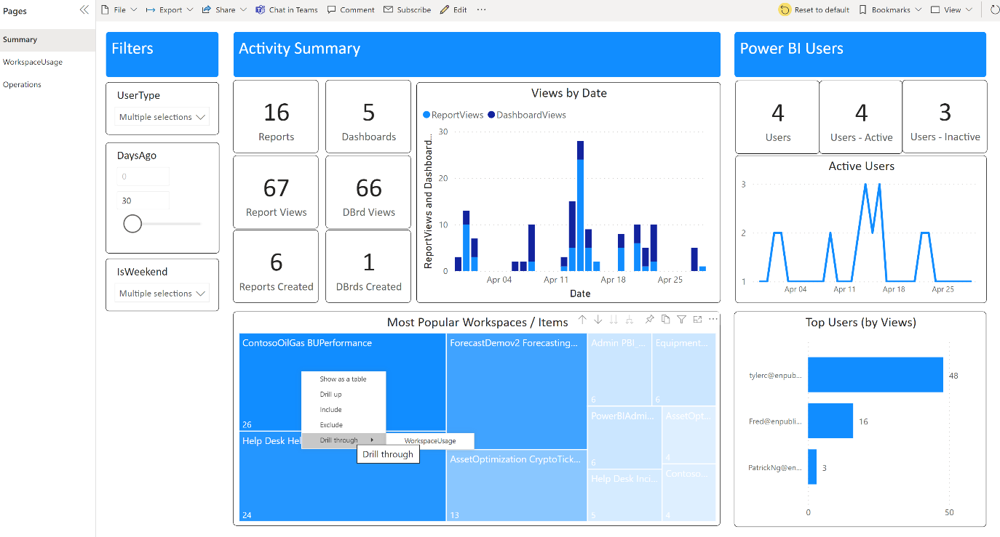 Pages
Summary
WorkspaceUsage
Operations
File
Export
Share
Chat in Teams
Comment
Subscribe
Edit
Reset to default
Bookmarks
View
Filters
UserType
Multiple selections
DaysAgo
0
30
IsWeekend
Multiple selections
Activity Summary
16
Reports
5
Dashboards
67
Report Views
66
DBrd Views
6
Reports Created
1
DBrds Created
Views by Date
ReportViews
DashboardViews
ReportViews and Dashboard...
30
20
10
0
Apr 04
Apr 11
Apr 18
Apr 25
Date
Power BI Users
4
Users
4
Users - Active
3
Users - Inactive
Active Users
3
2
1
Apr 04
Apr 11
Apr 18
Apr 25
Most Popular Workspaces / Items
ContosoOilGas BUPerformance
26
Help Desk Hel
24
ForecastDemov2 Forecasting...
AssetOptimization CryptoTick...
13
Admin PBI_...
6
Equipment...
6
PowerBIAdmi...
6
AssetOpt...
4
Help Desk Inci...
5
Contoso...
4
Show as a table
Drill up
Include
Exclude
Drill through
WorkspaceUsage
Drill through
Top Users (by Views)
tylerc@enpub...
48
Fred@enpubli...
16
PatrickNg@en...
3
0
50